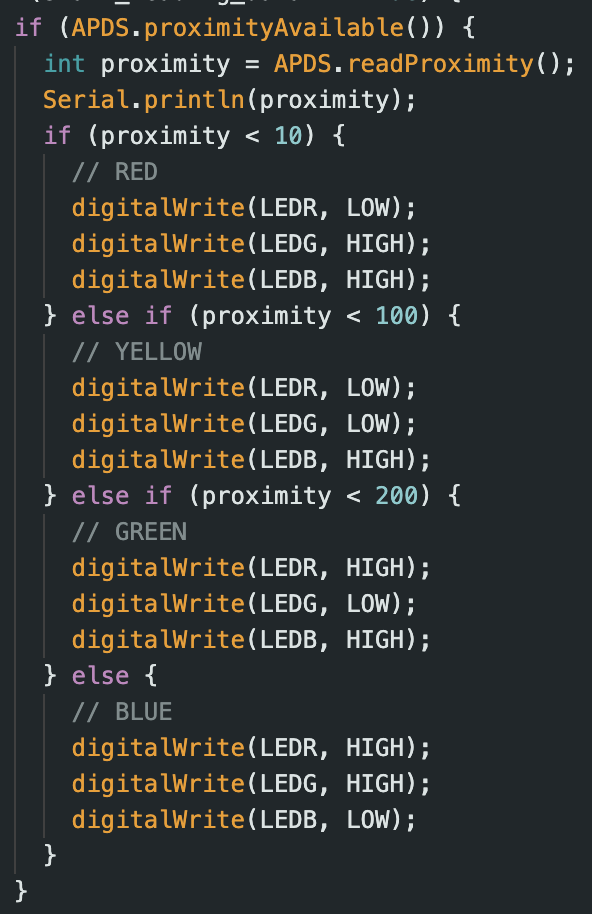 if (APDS.proximityAvailable()) {
  int proximity = APDS.readProximity();
  Serial.println(proximity);
  if (proximity < 10) {
    // RED
    digitalWrite(LEDR, LOW);
    digitalWrite(LEDG, HIGH);
    digitalWrite(LEDB, HIGH);
  } else if (proximity < 100) {
    // YELLOW
    digitalWrite(LEDR, LOW);
    digitalWrite(LEDG, LOW);
    digitalWrite(LEDB, HIGH);
  } else if (proximity < 200) {
    // GREEN
    digitalWrite(LEDR, HIGH);
    digitalWrite(LEDG, LOW);
    digitalWrite(LEDB, HIGH);
  } else {
    // BLUE
    digitalWrite(LEDR, HIGH);
    digitalWrite(LEDG, HIGH);
    digitalWrite(LEDB, LOW);
  }
}